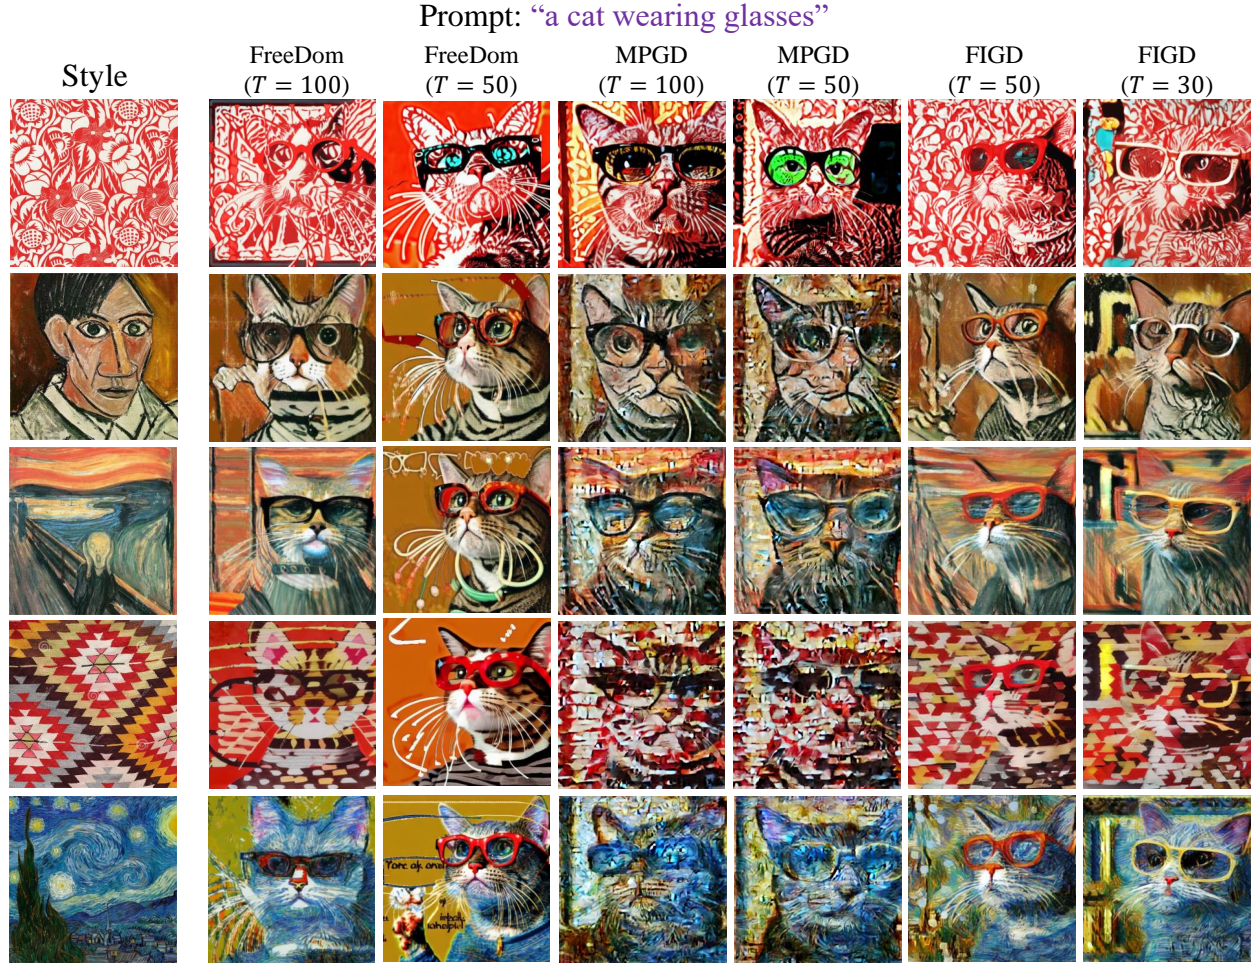 Prompt: “a cat wearing glasses”
Style
FreeDom
(T = 100)
FreeDom
(T = 50)
MPGD
(T = 100)
MPGD
(T = 50)
FIGD
(T = 50)
FIGD
(T = 30)